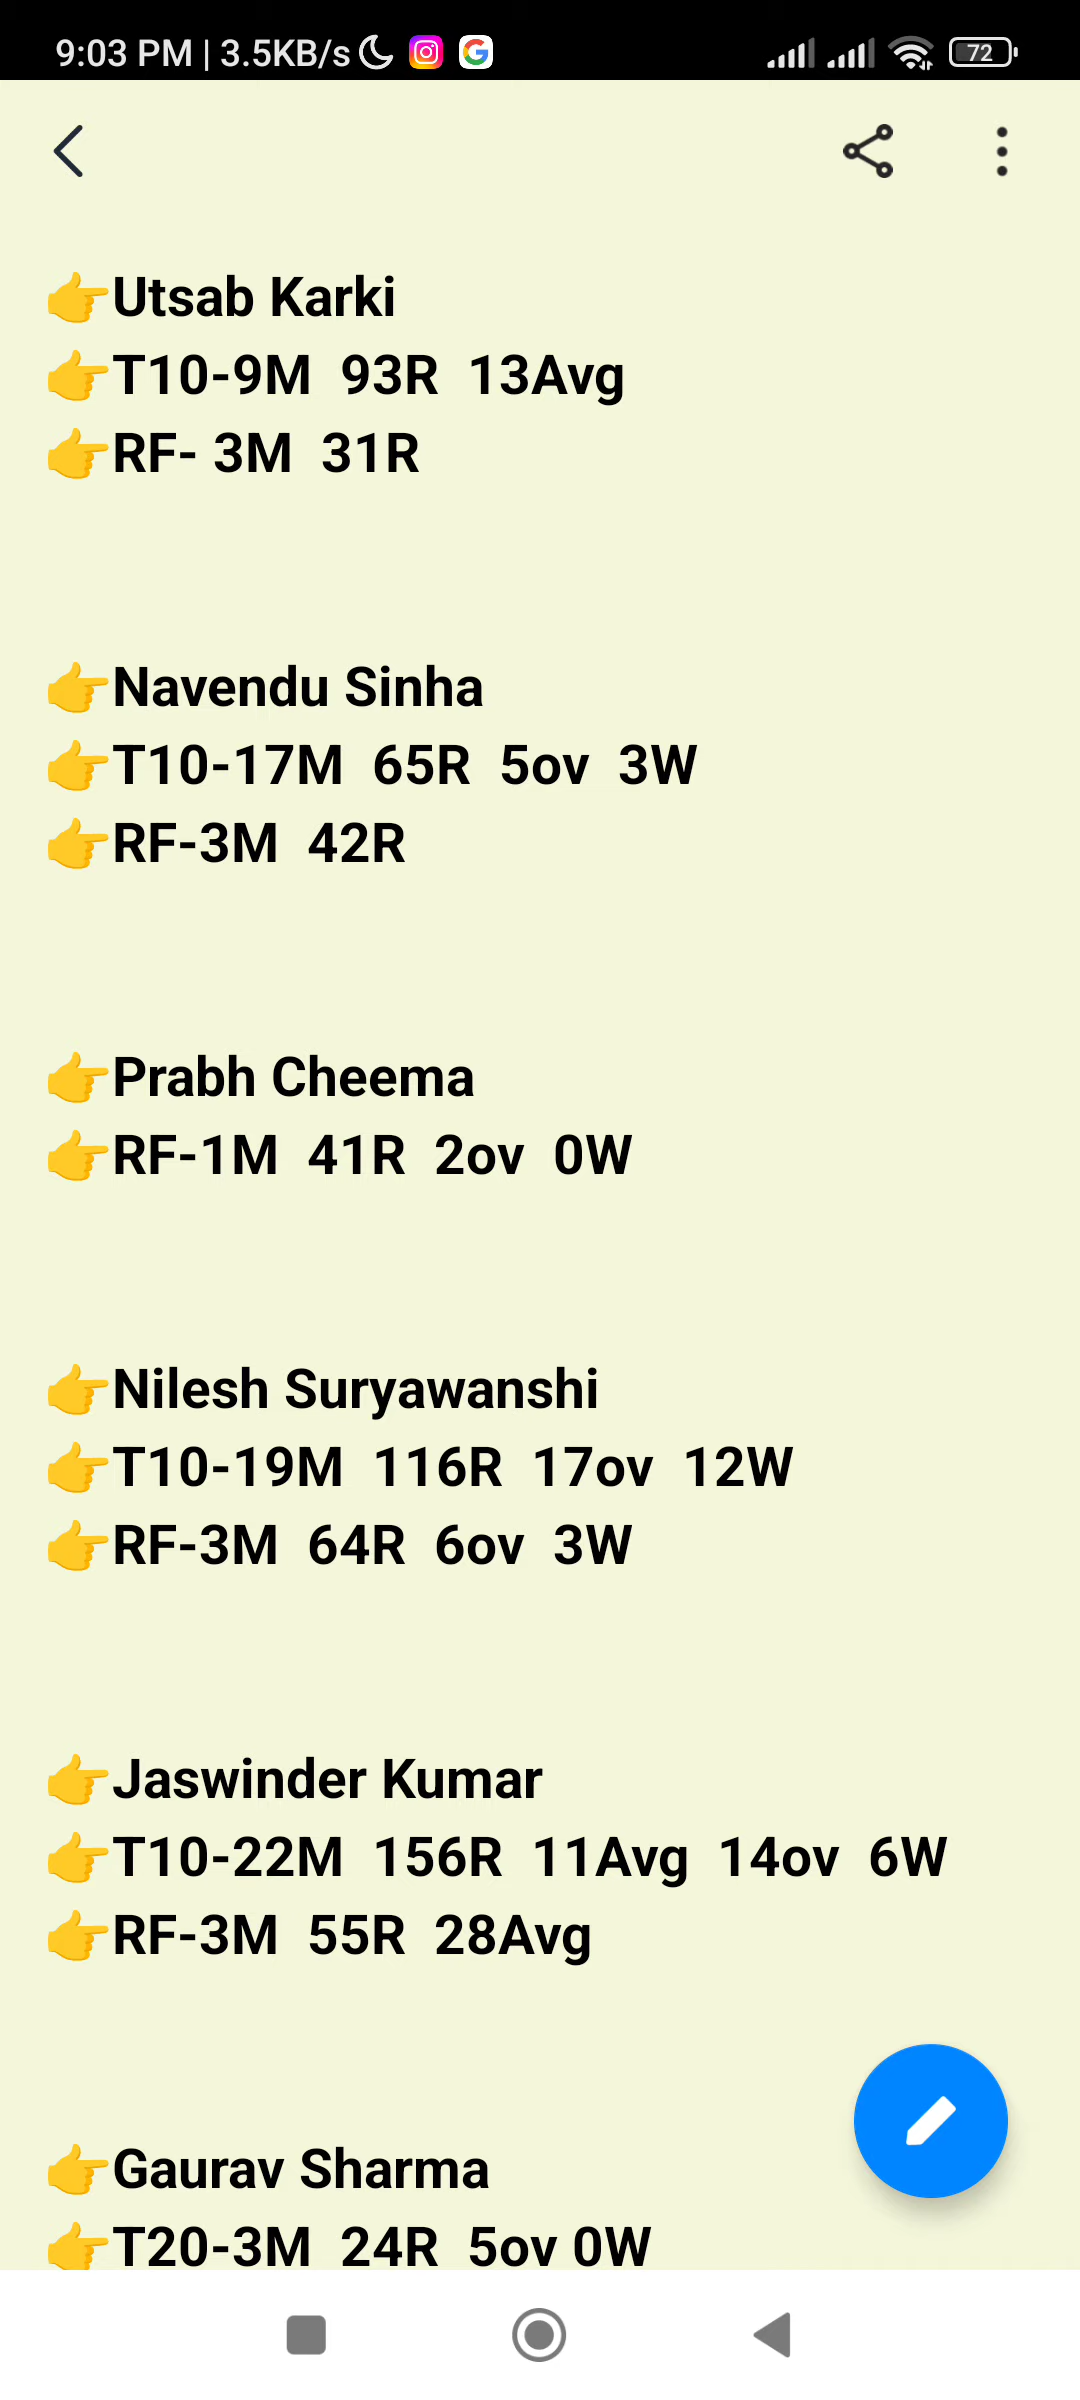 9:03 PM | 3.5KB/s 72
👉Utsab Karki
👉T10-9M 93R 13Avg
👉RF- 3M 31R
👉Navendu Sinha
👉T10-17M 65R 5ov 3W
👉RF-3M 42R
👉Prabh Cheema
👉RF-1M 41R 2ov 0W
👉Nilesh Suryawanshi
👉T10-19M 116R 17ov 12W
👉RF-3M 64R 6ov 3W
👉Jaswinder Kumar
👉T10-22M 156R 11Avg 14ov 6W
👉RF-3M 55R 28Avg
👉Gaurav Sharma
👉T20-3M 24R 5ov 0W